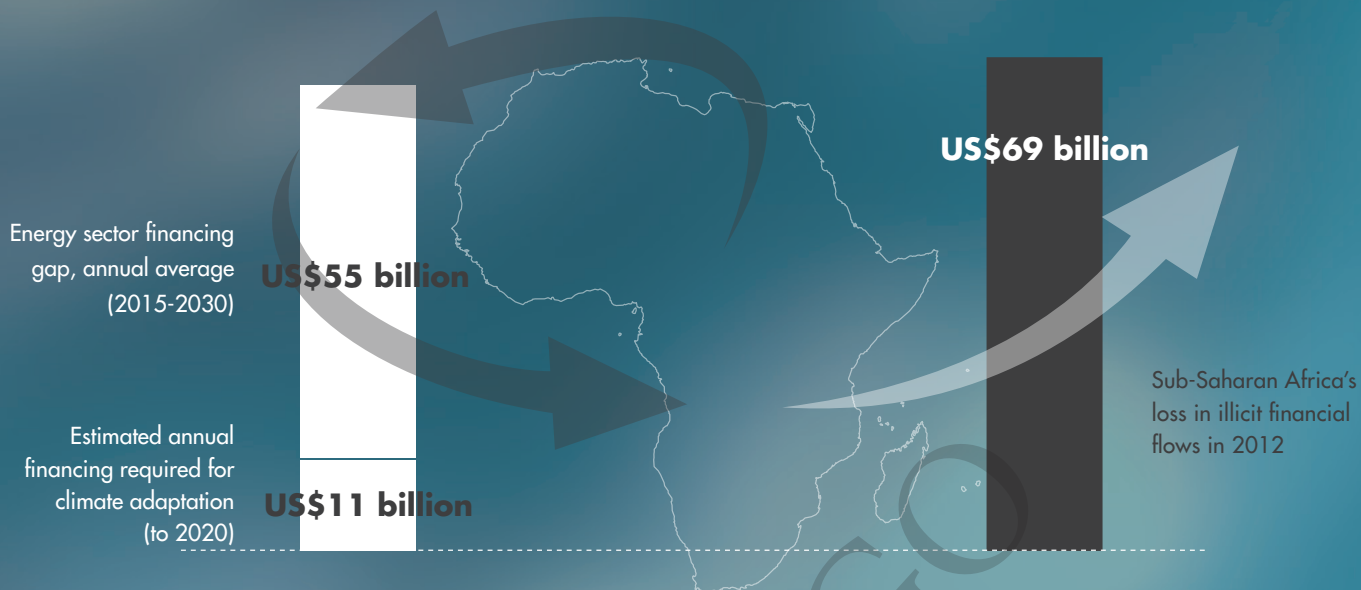 US$69 billion
Energy sector financing
gap, annual average
(2015-2030)
US$55 billion
Sub-Saharan Africa's
loss in illicit financial
flows in 2012
Estimated annual
financing required for
climate adaptation
(to 2020)
US$11 billion